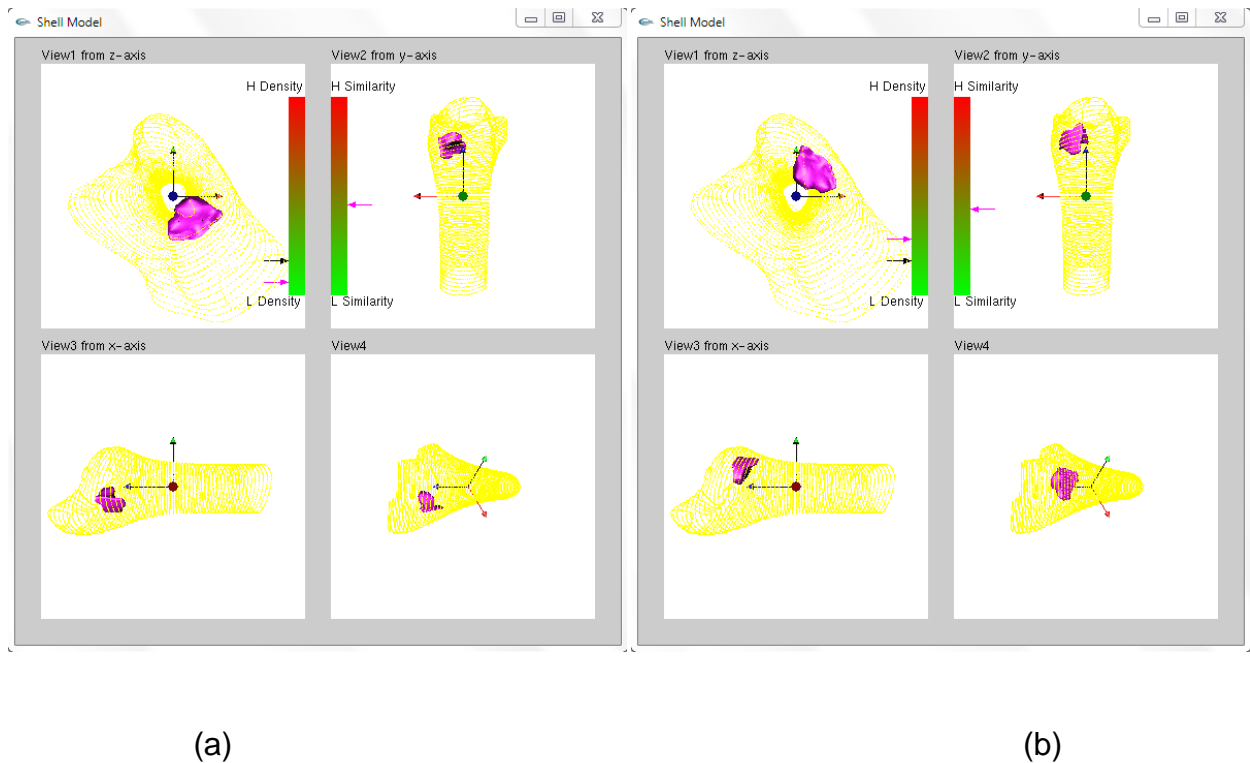 Shell Model
View1 from z-axis
View2 from y-axis
H Density
H Similarity
L Density
L Similarity
View3 from x-axis
View4
Shell Model
View1 from z-axis
View2 from y-axis
H Density
H Similarity
L Density
L Similarity
View3 from x-axis
View4
(a)
(b)